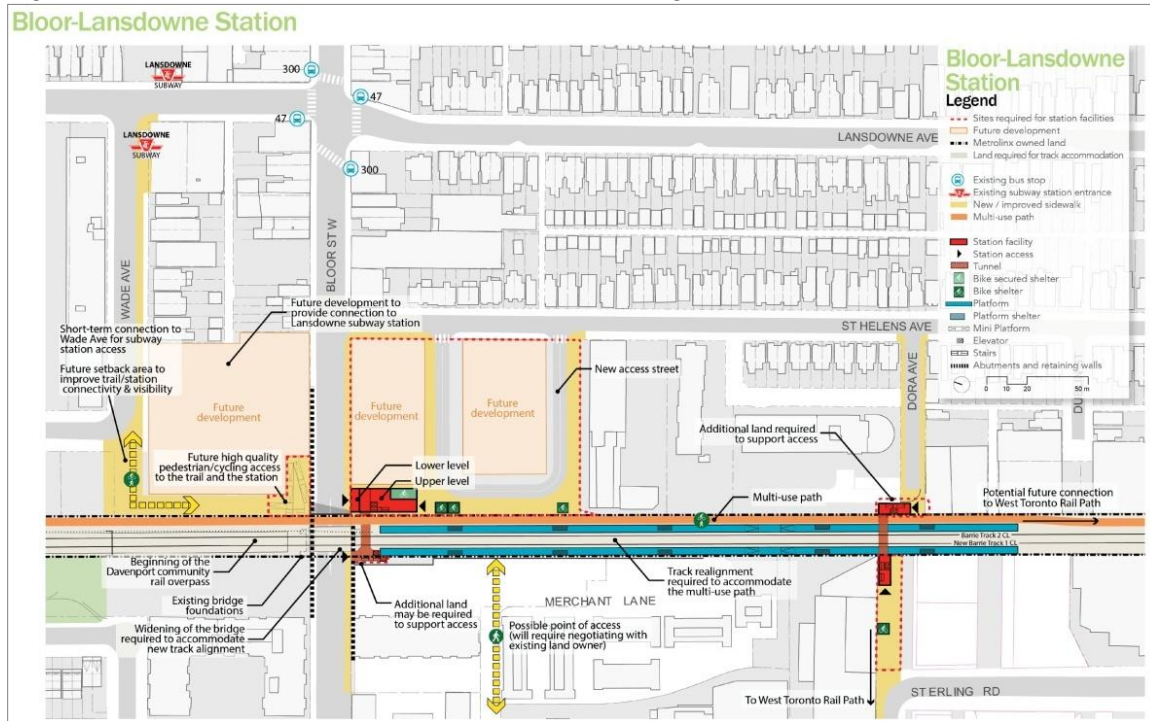 Bloor-Lansdowne Station
LANSDOWNE
SUBWAY
300
47
47
LANSDOWNE
SUBWAY
300
LANSDOWNE AVE
WADE AVE
BLOOR ST W
ST HELENS AVE
DORA AVE
Bloor-Lansdowne
Station
Legend
Sites required for station facilities
Future development
Metrolinx owned land
Land required for track accommodation
Existing bus stop
Existing subway station entrance
New / improved sidewalk
Multi-use path
Station facility
Station access
Tunnel
Bike secured shelter
Bike shelter
Platform
Platform shelter
Mini Platform
Elevator
Stairs
Abutments and retaining walls
0 10 20 50 m
DU
Short-term connection to
Wade Ave for subway
station access
Future setback area to
improve trail/station
connectivity & visibility
Future development to
provide connection to
Lansdowne subway station
Future
development
Future
development
Future
development
New access street
Future high quality
pedestrian/cycling access
to the trail and the station
Lower level
Upper level
Additional land required
to support access
Multi-use path
Potential future connection
to West Toronto Rail Path
Barrie Track 2 CL
New Barrie Track 1 CL
Beginning of the
Davenport community
rail overpass
Existing bridge
foundations
Widening of the bridge
required to accommodate
new track alignment
Additional land
may be required
to support access
MERCHANT LANE
Possible point of access
(will require negotiating with
existing land owner)
Track realignment
required to accommodate
the multi-use path
To West Toronto Rail Path
STERLING RD